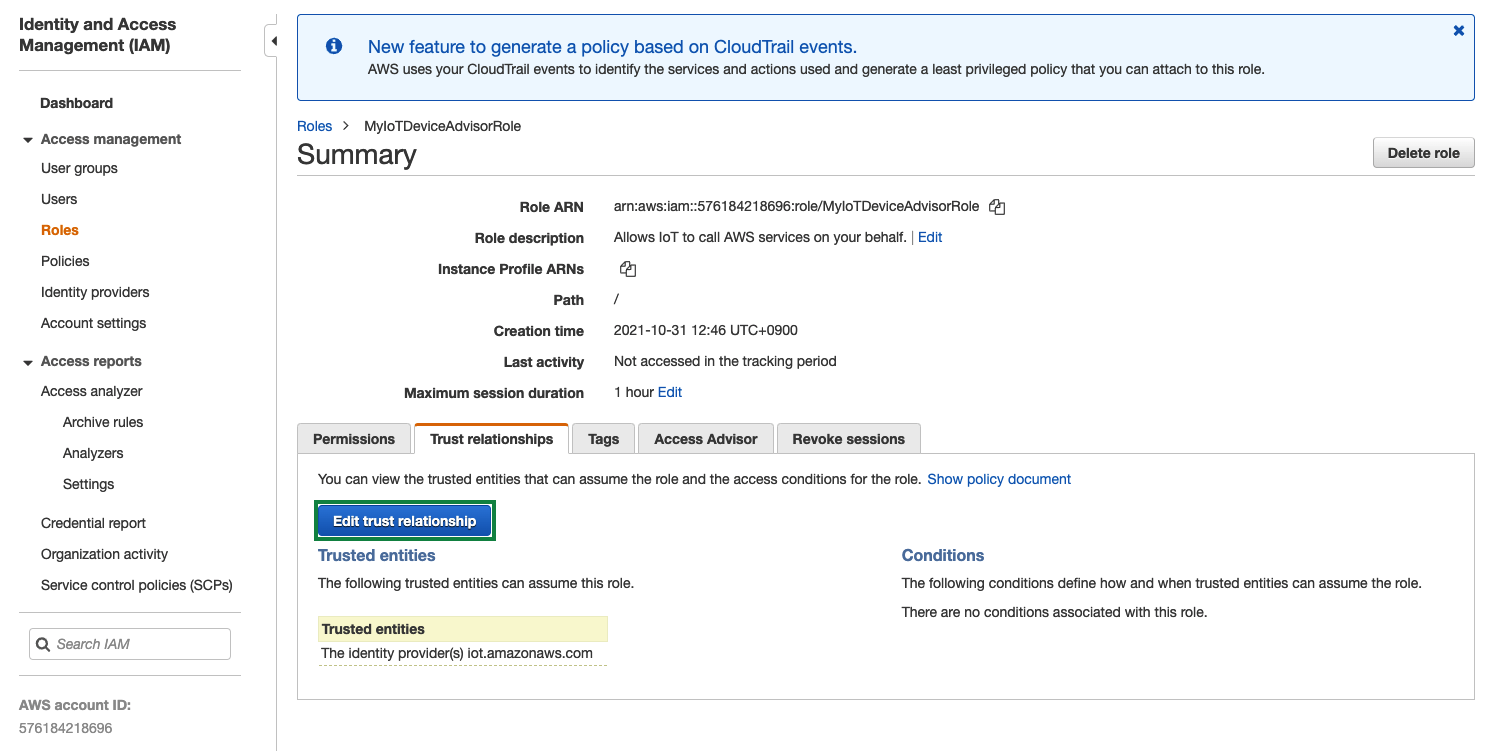 Identity and Access
Management (IAM)
Dashboard
Access management
User groups
Users
Roles
Policies
Identity providers
Account settings
Access reports
Access analyzer
Archive rules
Analyzers
Settings
Credential report
Organization activity
Service control policies (SCPs)
Search IAM
AWS account ID:
576184218696
New feature to generate a policy based on CloudTrail events.
AWS uses your CloudTrail events to identify the services and actions used and generate a least privileged policy that you can attach to this role.
Roles > MyIoTDeviceAdvisorRole
Summary
Delete role
Role ARN arn:aws:iam::576184218696:role/MyIoTDeviceAdvisorRole
Role description Allows IoT to call AWS services on your behalf. | Edit
Instance Profile ARNs
Path /
Creation time 2021-10-31 12:46 UTC+0900
Last activity Not accessed in the tracking period
Maximum session duration 1 hour Edit
Permissions Trust relationships Tags Access Advisor Revoke sessions
You can view the trusted entities that can assume the role and the access conditions for the role. Show policy document
Edit trust relationship
Trusted entities
The following trusted entities can assume this role.
Trusted entities
The identity provider(s) iot.amazonaws.com
Conditions
The following conditions define how and when trusted entities can assume the role.
There are no conditions associated with this role.